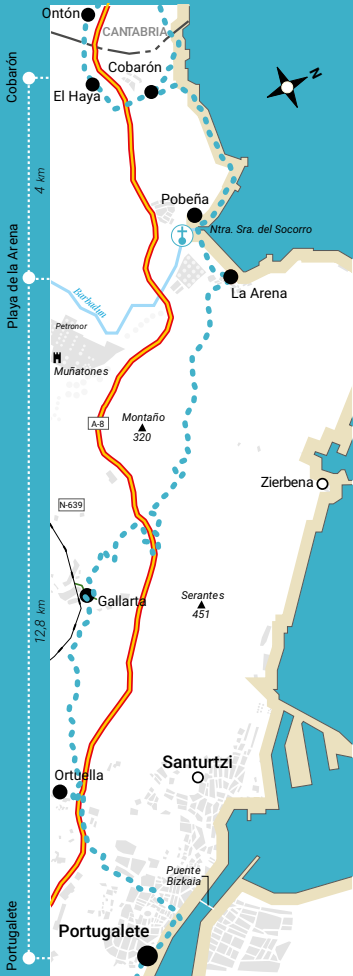 Ontón
CANTABRIA
N
Cobarón
Cobarón
El Haya
4 km
Pobeña
Ntra. Sra. del Socorro
Playa de la Arena
La Arena
Barbadun
Petronor
Muñatones
Montaño
320
A-8
Zierbena
N-639
Gallarta
Serantes
451
12,8 km
Santurtzi
Ortuella
Puente
Bizkaia
Portugalete
Portugalete